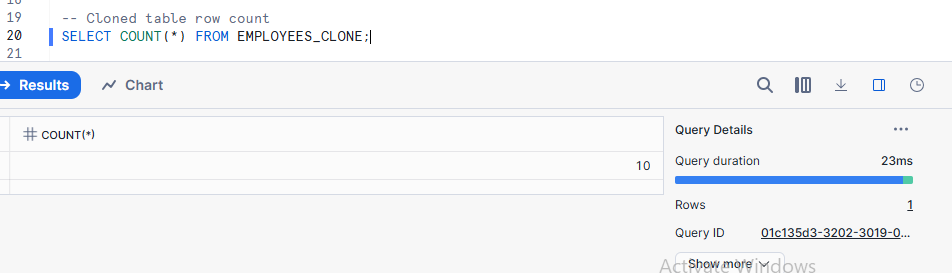 19 -- Cloned table row count
20 SELECT COUNT(*) FROM EMPLOYEES_CLONE;
21
Results Chart
COUNT(*)
10
Query Details ...
Query duration 23ms
Rows 1
Query ID 01c135d3-3202-3019-0...
Show more
Activate Windows